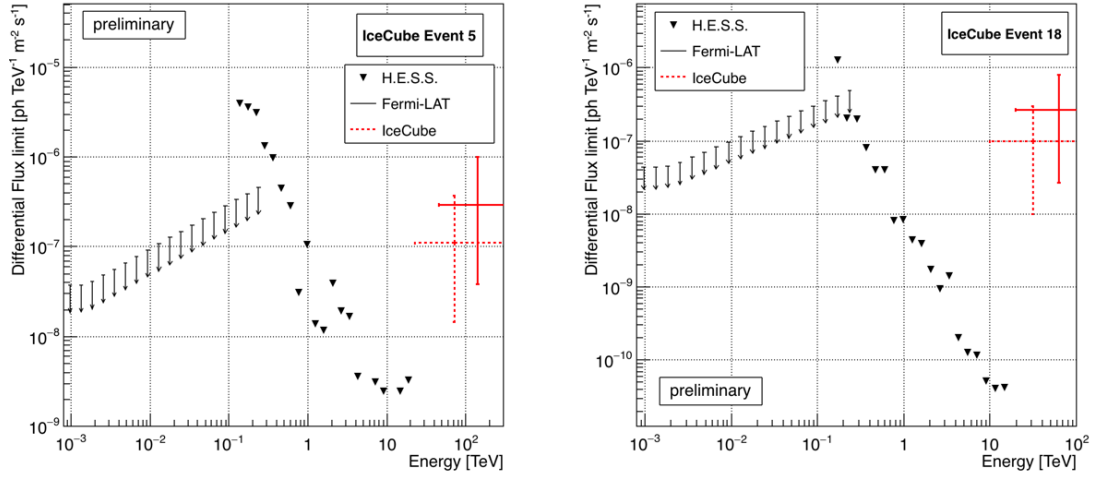 Differential Flux limit [ph TeV⁻¹ m⁻² s⁻¹]
preliminary
IceCube Event 5
H.E.S.S.
Fermi-LAT
IceCube
10⁻⁵
10⁻⁶
10⁻⁷
10⁻⁸
10⁻⁹
10⁻³
10⁻²
10⁻¹
1
10
10²
Energy [TeV]
Differential Flux limit [ph TeV⁻¹ m⁻² s⁻¹]
H.E.S.S.
Fermi-LAT
IceCube
IceCube Event 18
10⁻⁶
10⁻⁷
10⁻⁸
10⁻⁹
10⁻¹⁰
preliminary
10⁻³
10⁻²
10⁻¹
1
10
10²
Energy [TeV]